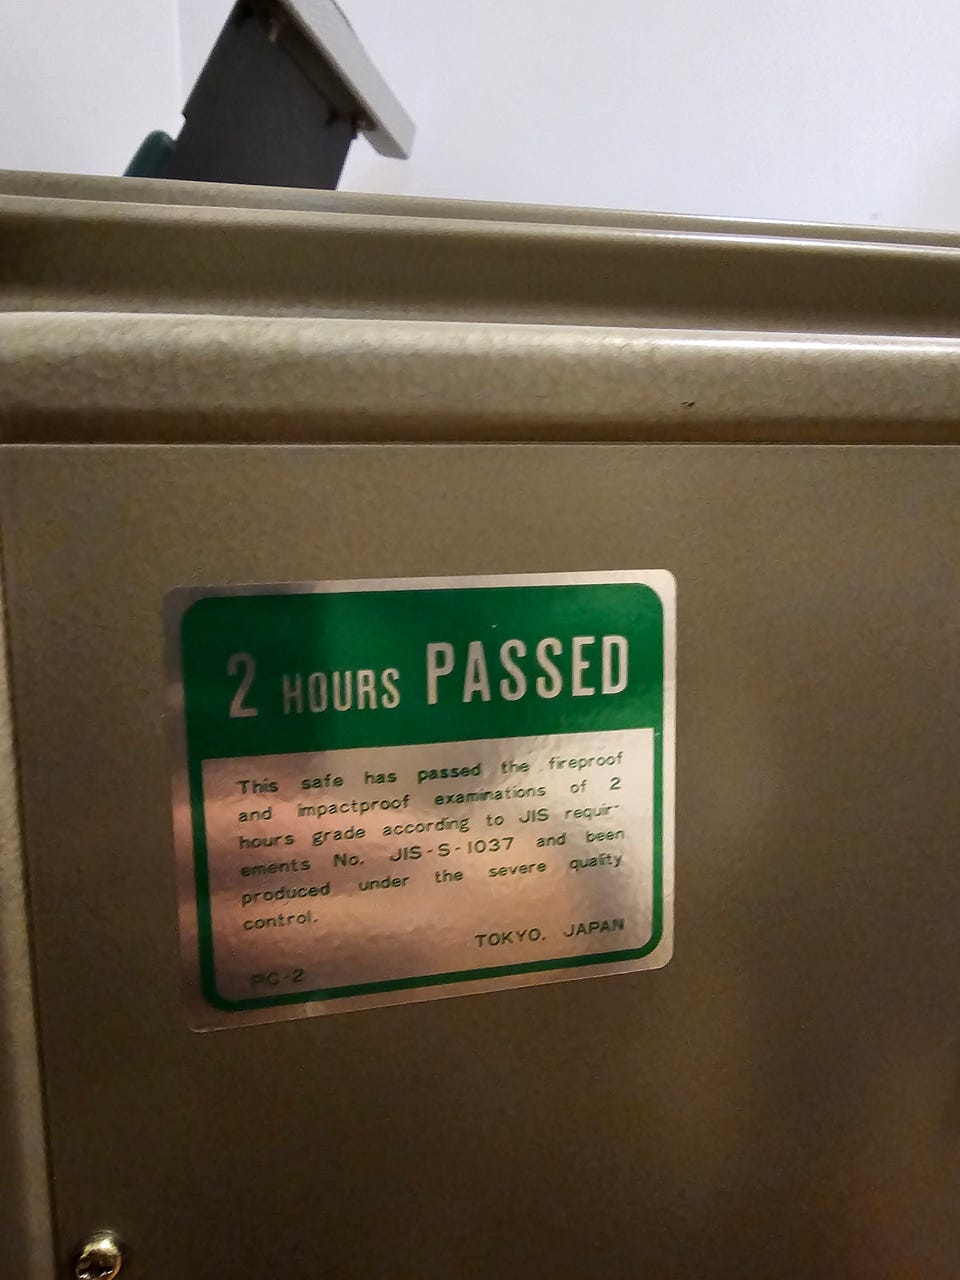 2 HOURS PASSED
This safe has passed the fireproof
and impactproof examinations of 2
hours grade according to JIS requir-
ements No. JIS-S-1037 and been
produced under the severe quality
control.
TOKYO. JAPAN
PC-2